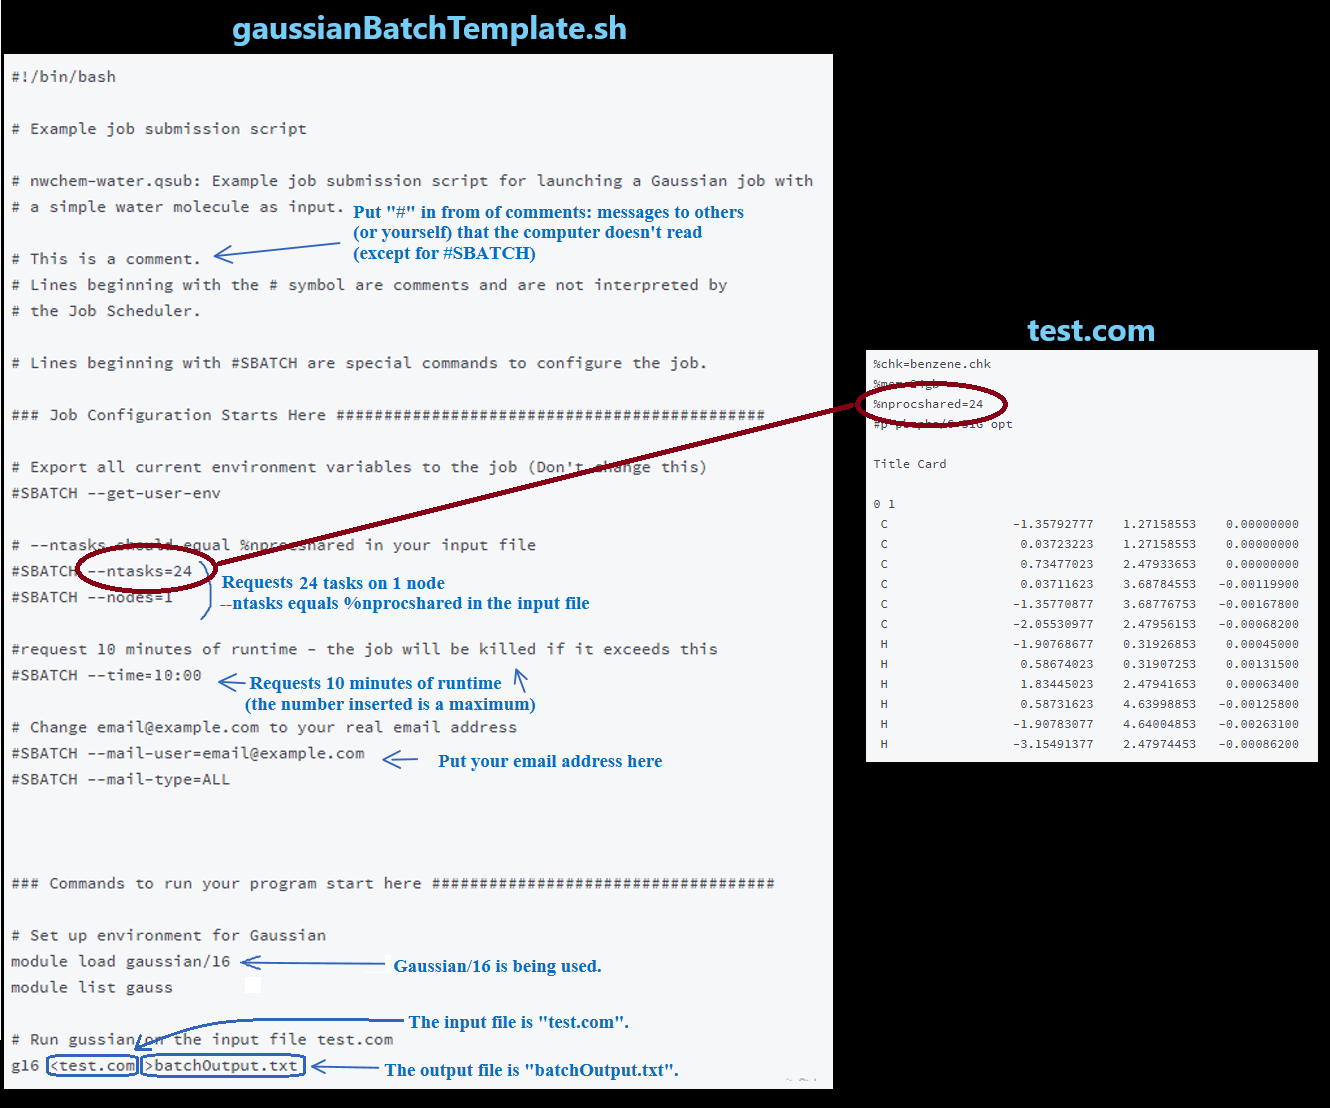 gaussianBatchTemplate.sh
#!/bin/bash
# Example job submission script
# nwchem-water.qsub: Example job submission script for launching a Gaussian job with
# a simple water molecule as input.
Put "#" in from of comments: messages to others
(or yourself) that the computer doesn't read
(except for #SBATCH)
# This is a comment.
# Lines beginning with the # symbol are comments and are not interpreted by
# the Job Scheduler.
# Lines beginning with #SBATCH are special commands to configure the job.
### Job Configuration Starts Here #############################################
# Export all current environment variables to the job (Don't change this)
#SBATCH --get-user-env
# --ntasks should equal %nprocshared in your input file
#SBATCH --ntasks=24
#SBATCH --nodes=1
Requests 24 tasks on 1 node
--ntasks equals %nprocshared in the input file
#request 10 minutes of runtime - the job will be killed if it exceeds this
#SBATCH --time=10:00
Requests 10 minutes of runtime
(the number inserted is a maximum)
# Change email@example.com to your real email address
#SBATCH --mail-user=email@example.com
#SBATCH --mail-type=ALL
Put your email address here
### Commands to run your program start here ####################################
# Set up environment for Gaussian
module load gaussian/16
Gaussian/16 is being used.
module list gauss
The input file is "test.com".
# Run gussian on the input file test.com
g16 <test.com >batchOutput.txt
The output file is "batchOutput.txt".
test.com
%chk=benzene.chk
%nprocshared=24
#p opt
Title Card
0 1
C -1.35792777 1.27158553 0.00000000
C 0.03723223 1.27158553 0.00000000
C 0.73477023 2.47933653 0.00000000
C 0.03711623 3.68784553 -0.00119900
C -1.35770877 3.68776753 -0.00167800
C -2.05530977 2.47956153 -0.00068200
H -1.90768677 0.31926853 0.00045000
H 0.58674023 0.31907253 0.00131500
H 1.83445023 2.47941653 0.00063400
H 0.58731623 4.63998853 -0.00125800
H -1.90783077 4.64004853 -0.00263100
H -3.15491377 2.47974453 -0.00086200